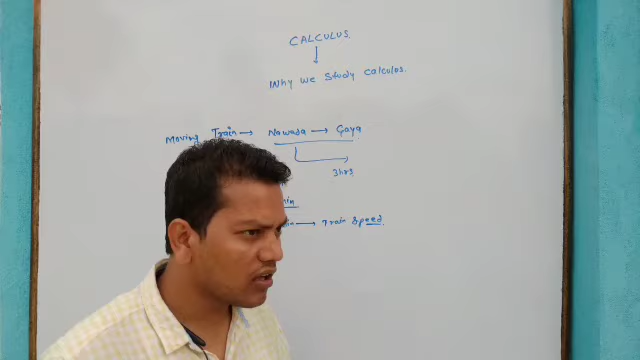 CALCULUS.
↓
Why we study calculus.
Moving Train → Nawada → Gaya
3hrs
→ Train Speed.